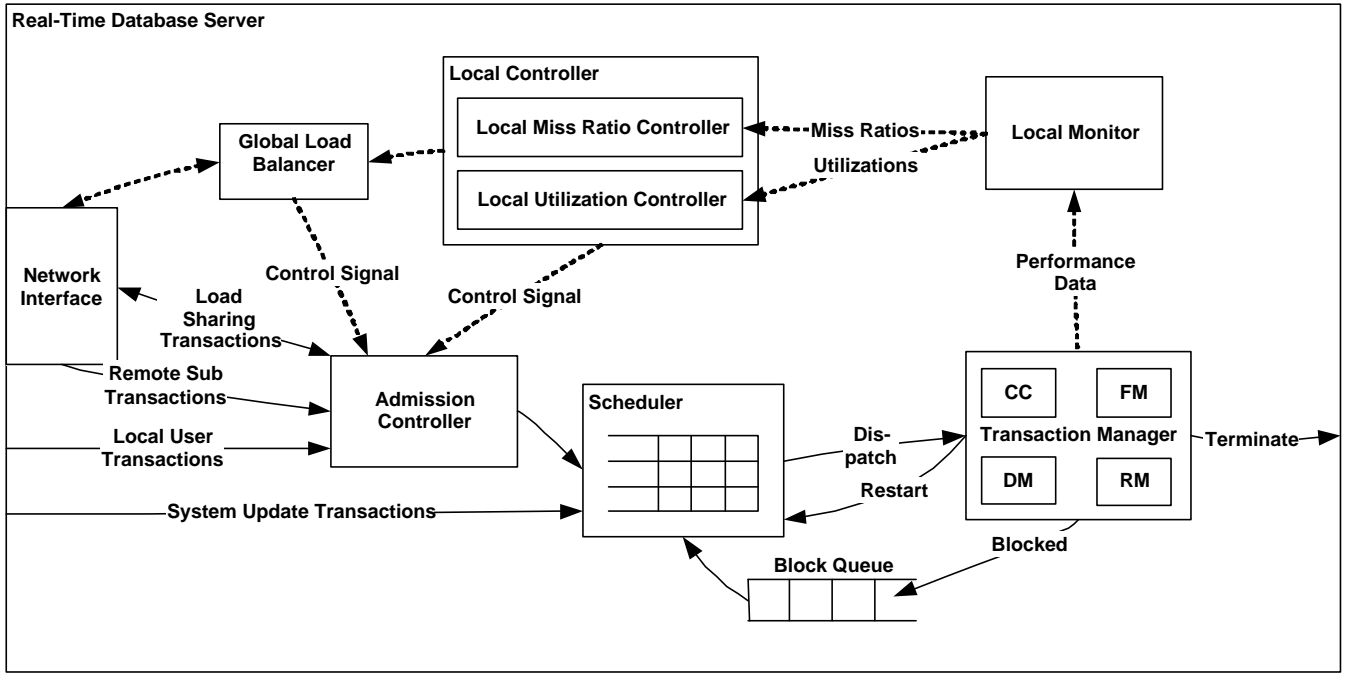 Real-Time Database Server
Local Controller
Local Miss Ratio Controller
Local Utilization Controller
Global Load
Balancer
Miss Ratios
Utilizations
Local Monitor
Network
Interface
Control Signal
Control Signal
Performance
Data
Load
Sharing
Transactions
Remote Sub
Transactions
Local User
Transactions
Admission
Controller
Scheduler
Dis-
patch
Restart
CC
FM
Transaction Manager
DM
RM
Terminate
System Update Transactions
Blocked
Block Queue